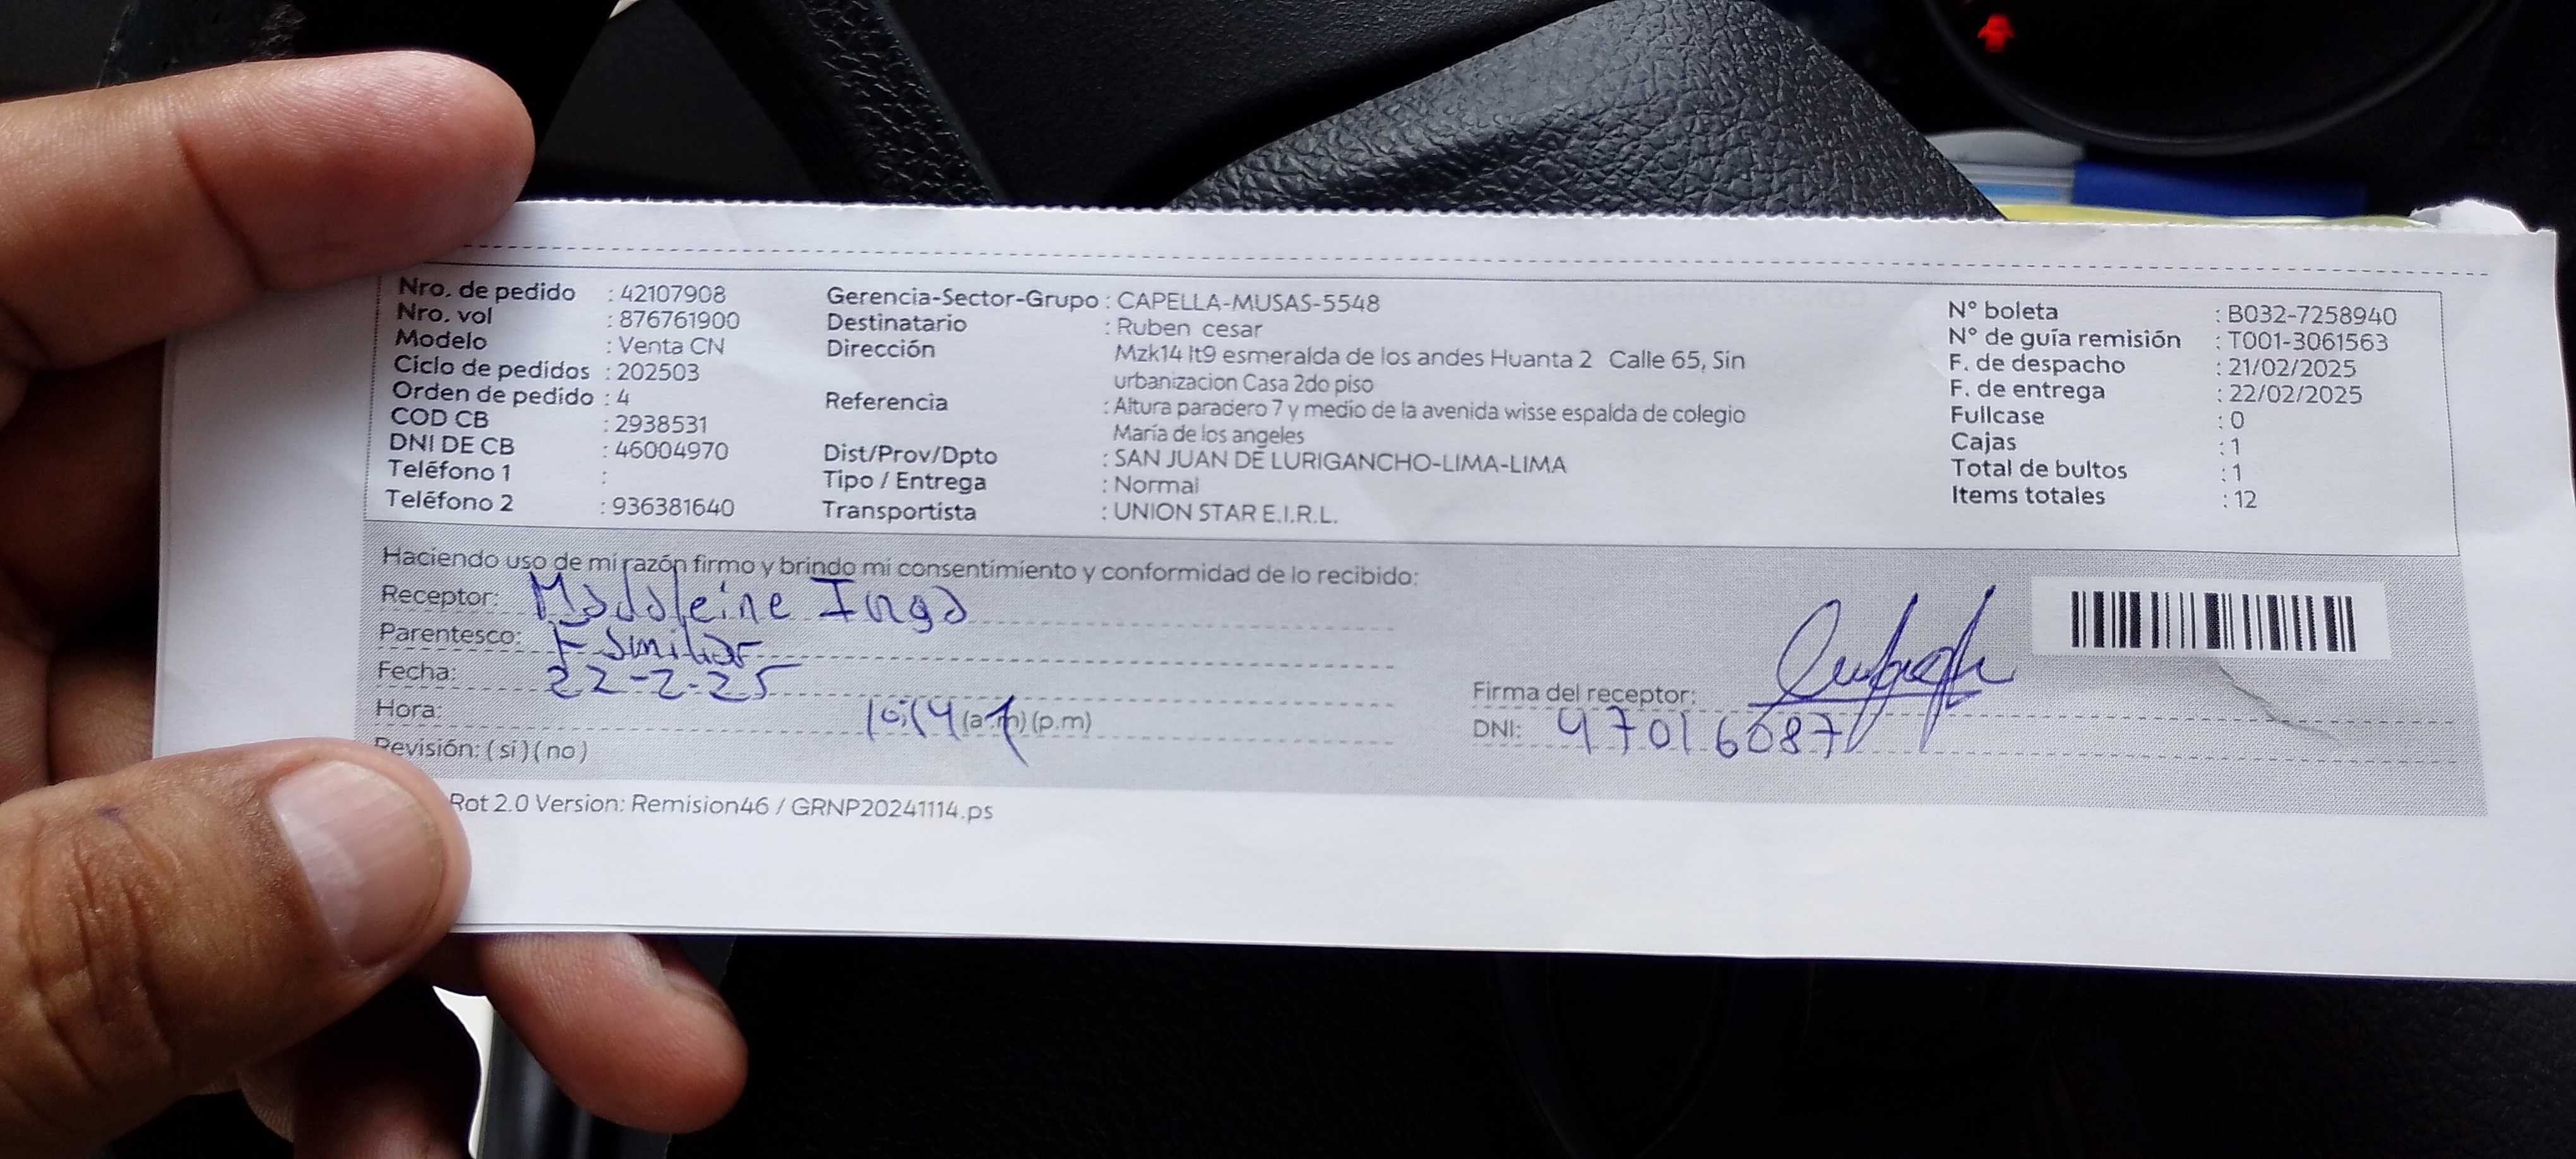 Nro. de pedido : 42107908
Nro. vol : 876761900
Modelo : Venta CN
Ciclo de pedidos : 202503
Orden de pedido : 4
COD CB : 2938531
DNI DE CB : 46004970
Teléfono 1 :
Teléfono 2 : 936381640
Gerencia-Sector-Grupo : CAPELLA-MUSAS-5548
Destinatario : Ruben cesar
Dirección Mzk14 lt9 esmeralda de los andes Huanta 2 Calle 65, Sin
urbanizacion Casa 2do piso
Referencia : Altura paradero 7 y medio de la avenida wisse espalda de colegio
María de los angeles
Dist/Prov/Dpto : SAN JUAN DE LURIGANCHO-LIMA-LIMA
Tipo / Entrega : Normal
Transportista : UNION STAR E.I.R.L.
N° boleta : B032-7258940
N° de guía remisión : T001-3061563
F. de despacho : 21/02/2025
F. de entrega : 22/02/2025
Fullcase : 0
Cajas : 1
Total de bultos : 1
Items totales : 12
Haciendo uso de mi razón firmo y brindo mi consentimiento y conformidad de lo recibido:
Receptor: Madaleine Inga
Parentesco: Familiar
Fecha: 22-2-25
Hora: 10:14 (a.m) (p.m)
Revisión: (si) (no)
Firma del receptor:
DNI: 47016087
Rot 2.0 Version: Remision46 / GRNP20241114.ps